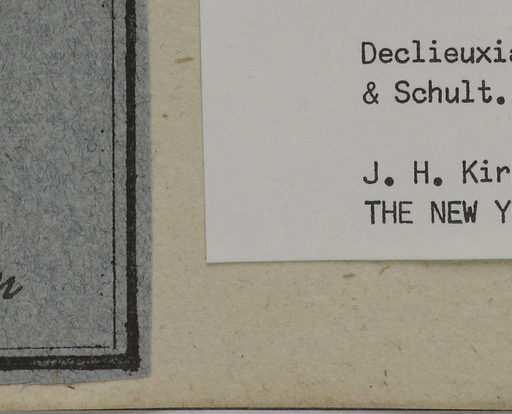 Declieuxia
& Schult.
J. H. Kir
THE NEW Y